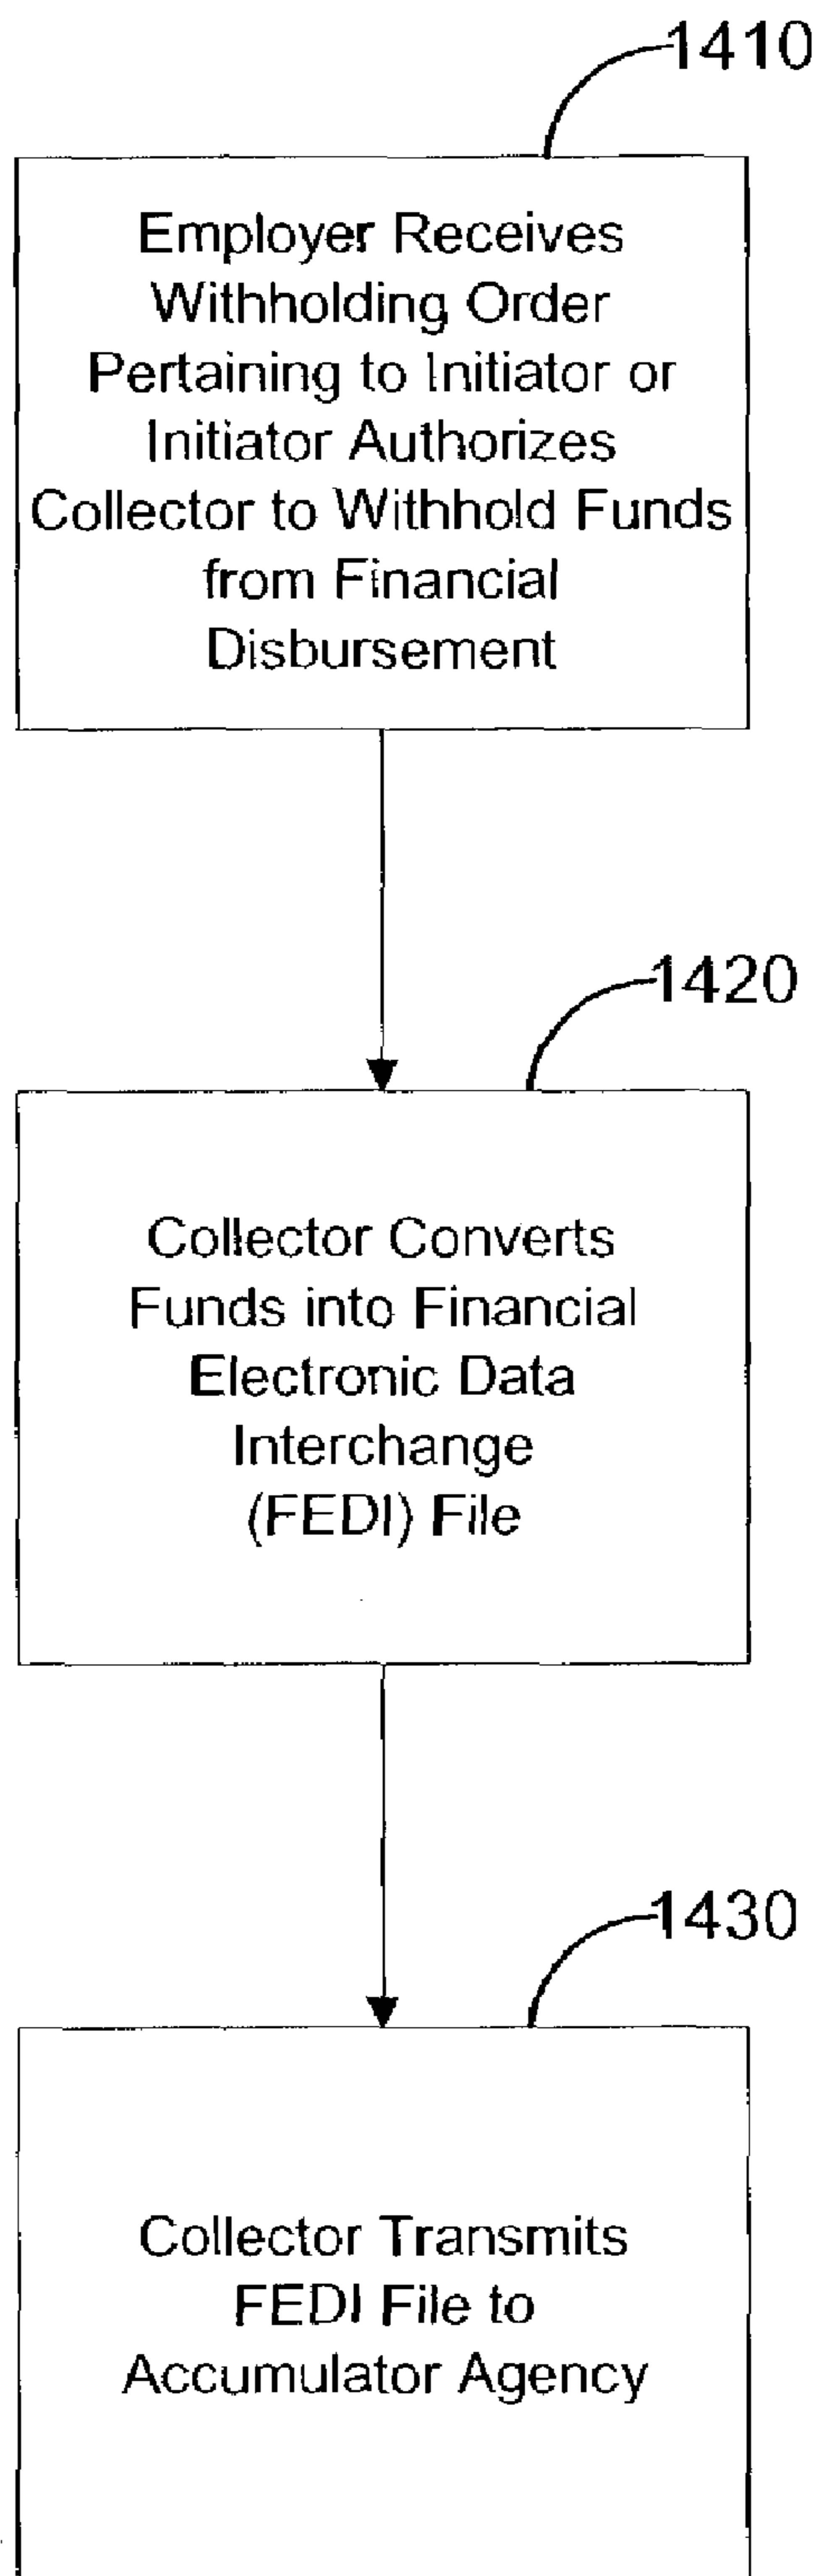 1410
Employer Receives
Withholding Order
Pertaining to Initiator or
Initiator Authorizes
Collector to Withhold Funds
from Financial
Disbursement
1420
Collector Converts
Funds into Financial
Electronic Data
Interchange
(FEDI) File
1430
Collector Transmits
FEDI File to
Accumulator Agency